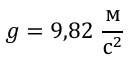 g = 9,82 м/с²